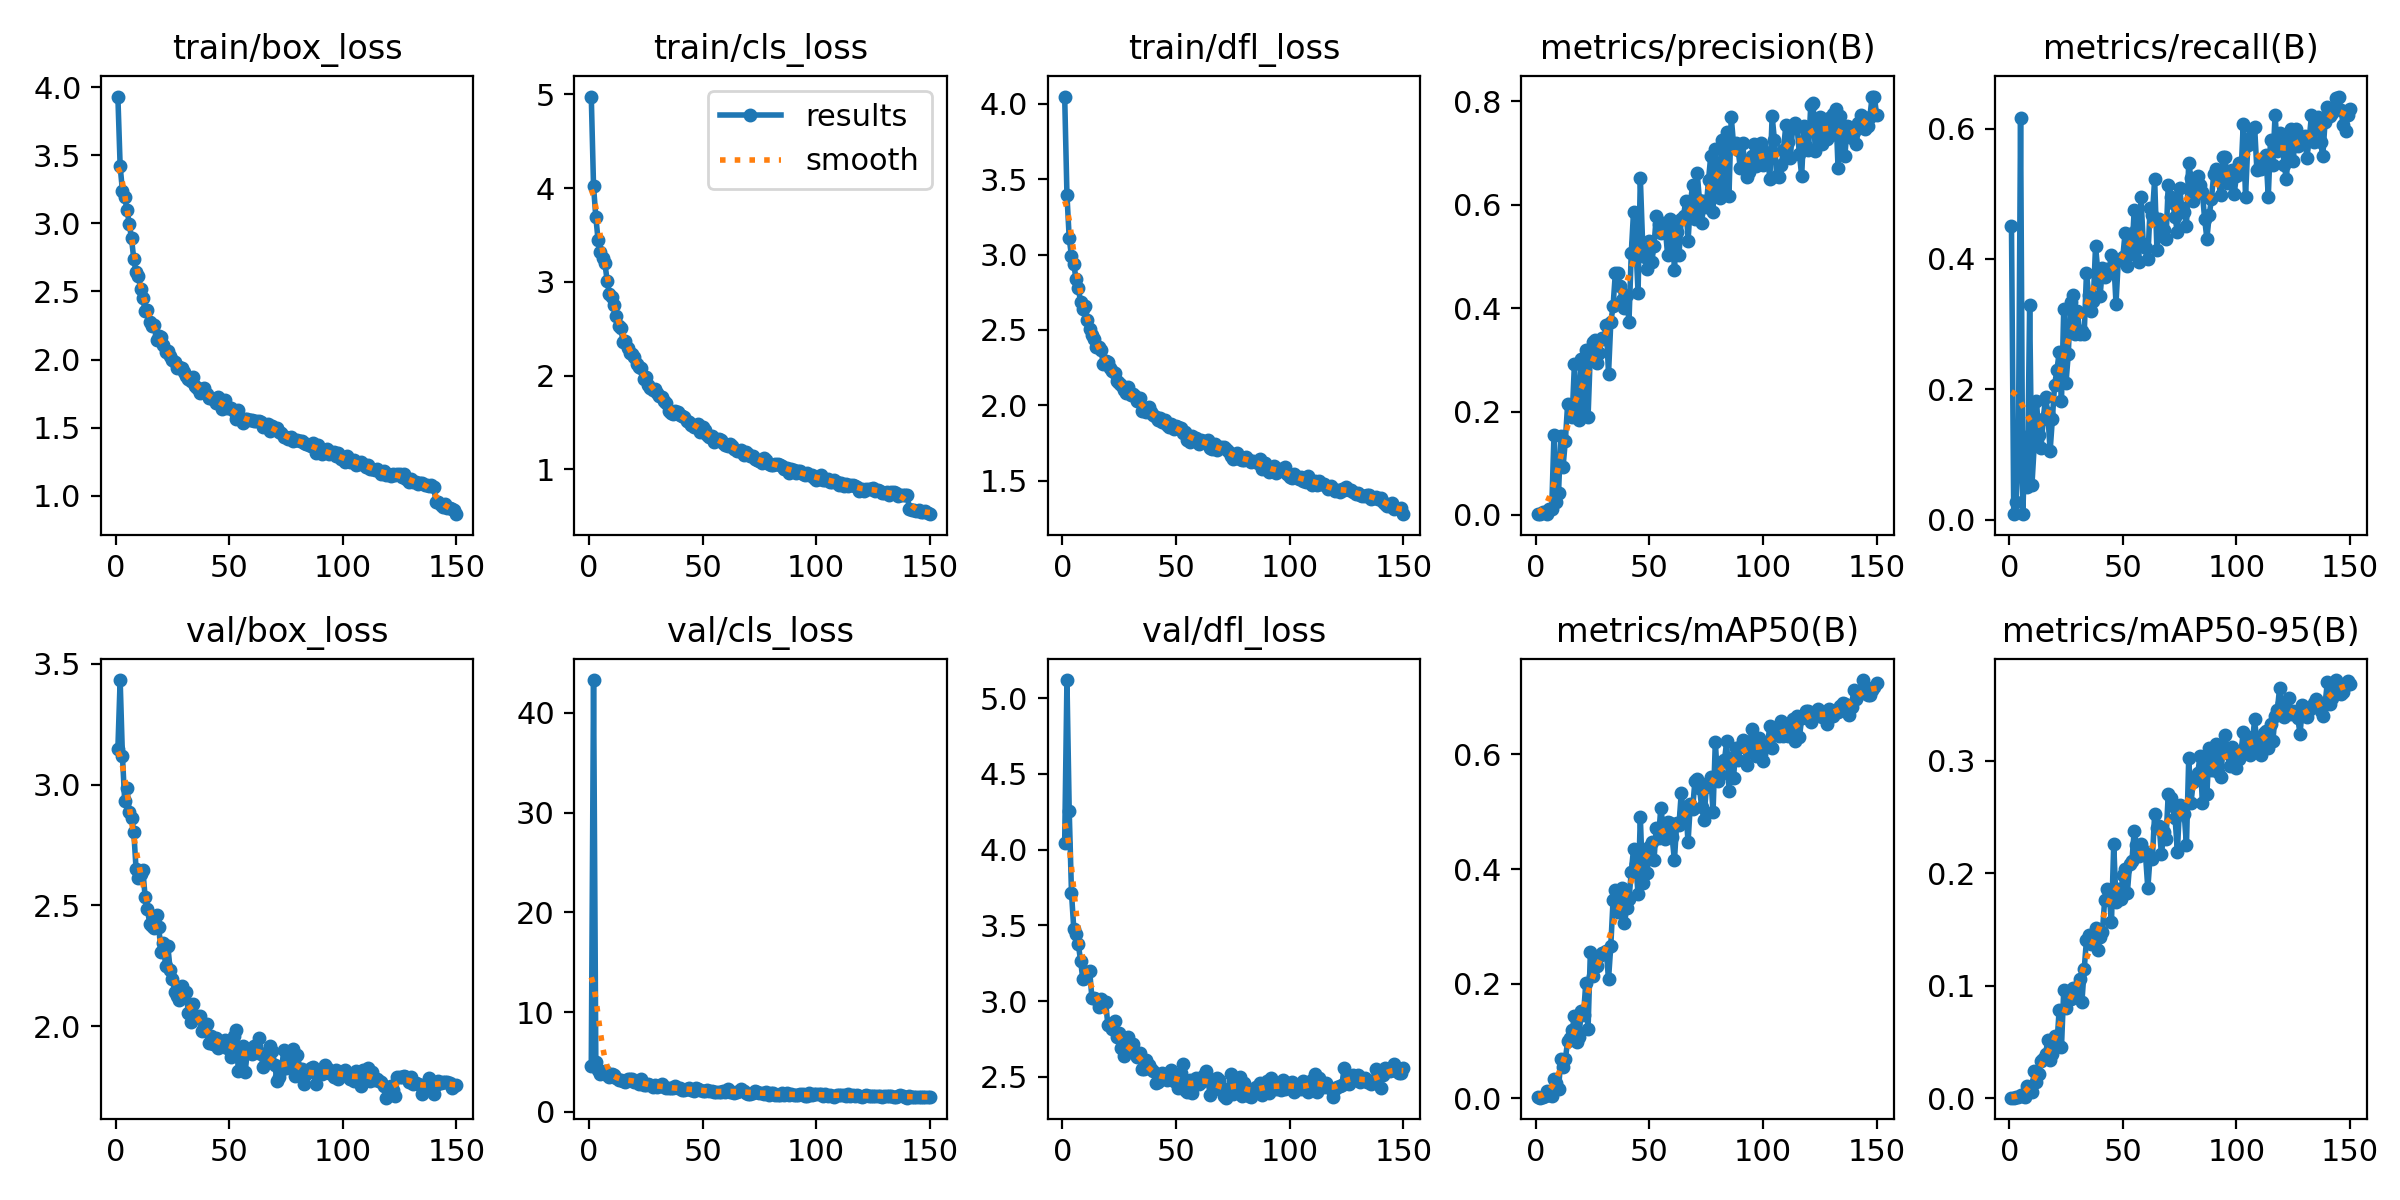 train/box_loss
4.0
3.5
3.0
2.5
2.0
1.5
1.0
0 50 100 150
train/cls_loss
results
smooth
5
4
3
2
1
0 50 100 150
train/dfl_loss
4.0
3.5
3.0
2.5
2.0
1.5
0 50 100 150
metrics/precision(B)
0.8
0.6
0.4
0.2
0.0
0 50 100 150
metrics/recall(B)
0.6
0.4
0.2
0.0
0 50 100 150
val/box_loss
3.5
3.0
2.5
2.0
0 50 100 150
val/cls_loss
40
30
20
10
0
0 50 100 150
val/dfl_loss
5.0
4.5
4.0
3.5
3.0
2.5
0 50 100 150
metrics/mAP50(B)
0.6
0.4
0.2
0.0
0 50 100 150
metrics/mAP50-95(B)
0.3
0.2
0.1
0.0
0 50 100 150